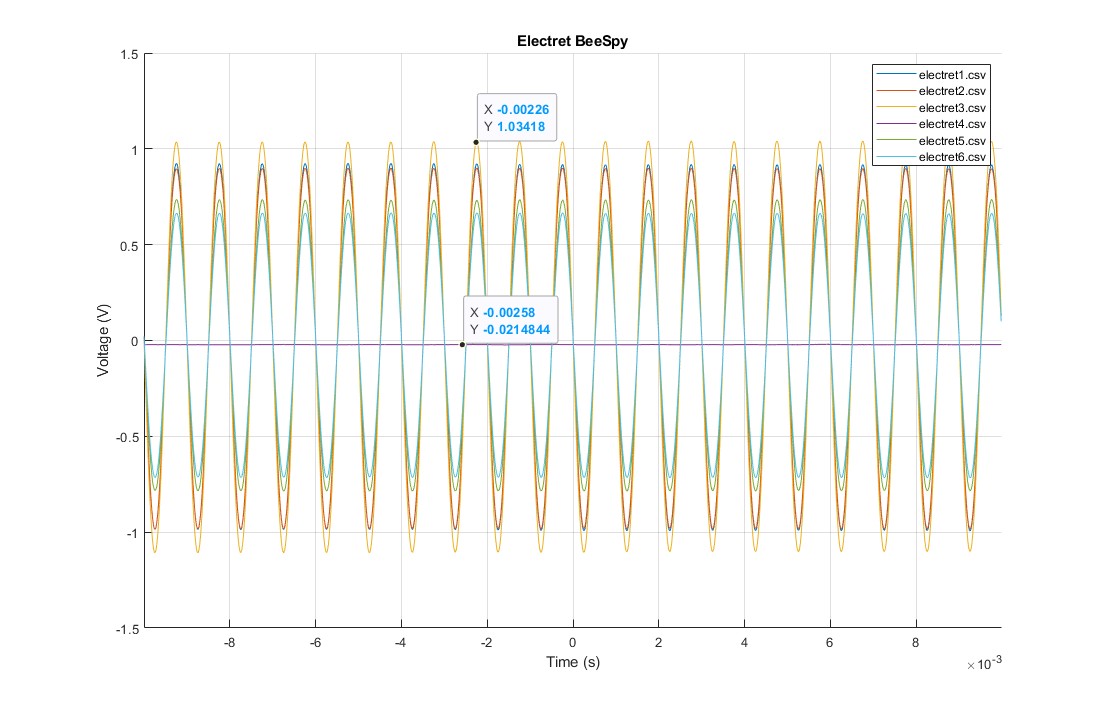 Electret BeeSpy
1.5
1
0.5
0
-0.5
-1
-1.5
Voltage (V)
X -0.00226
Y 1.03418
X -0.00258
Y -0.0214844
electret1.csv
electret2.csv
electret3.csv
electret4.csv
electret5.csv
electret6.csv
-8 -6 -4 -2 0 2 4 6 8
Time (s)
× 10⁻³